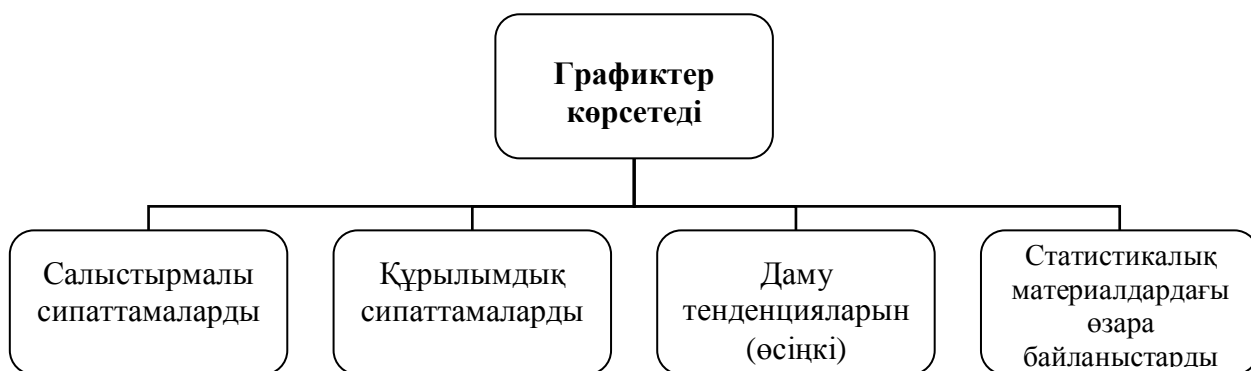 Графиктер
көрсетеді
Салыстырмалы
сипаттамаларды
Құрылымдық
сипаттамаларды
Даму
тенденцияларын
(өсіңкі)
Статистикалық
материалдардағы
өзара
байланыстарды